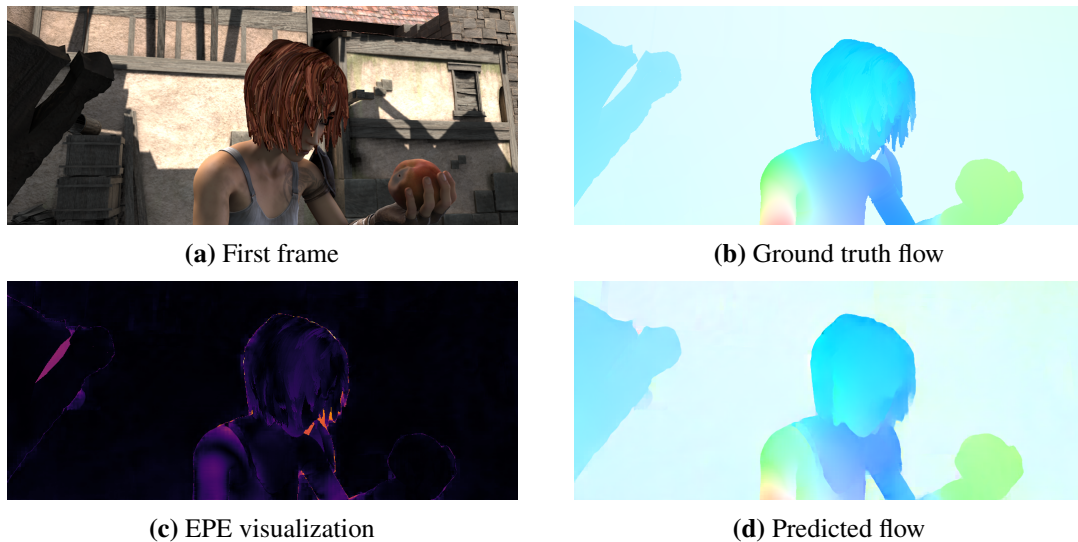 (a) First frame
(b) Ground truth flow
(c) EPE visualization
(d) Predicted flow